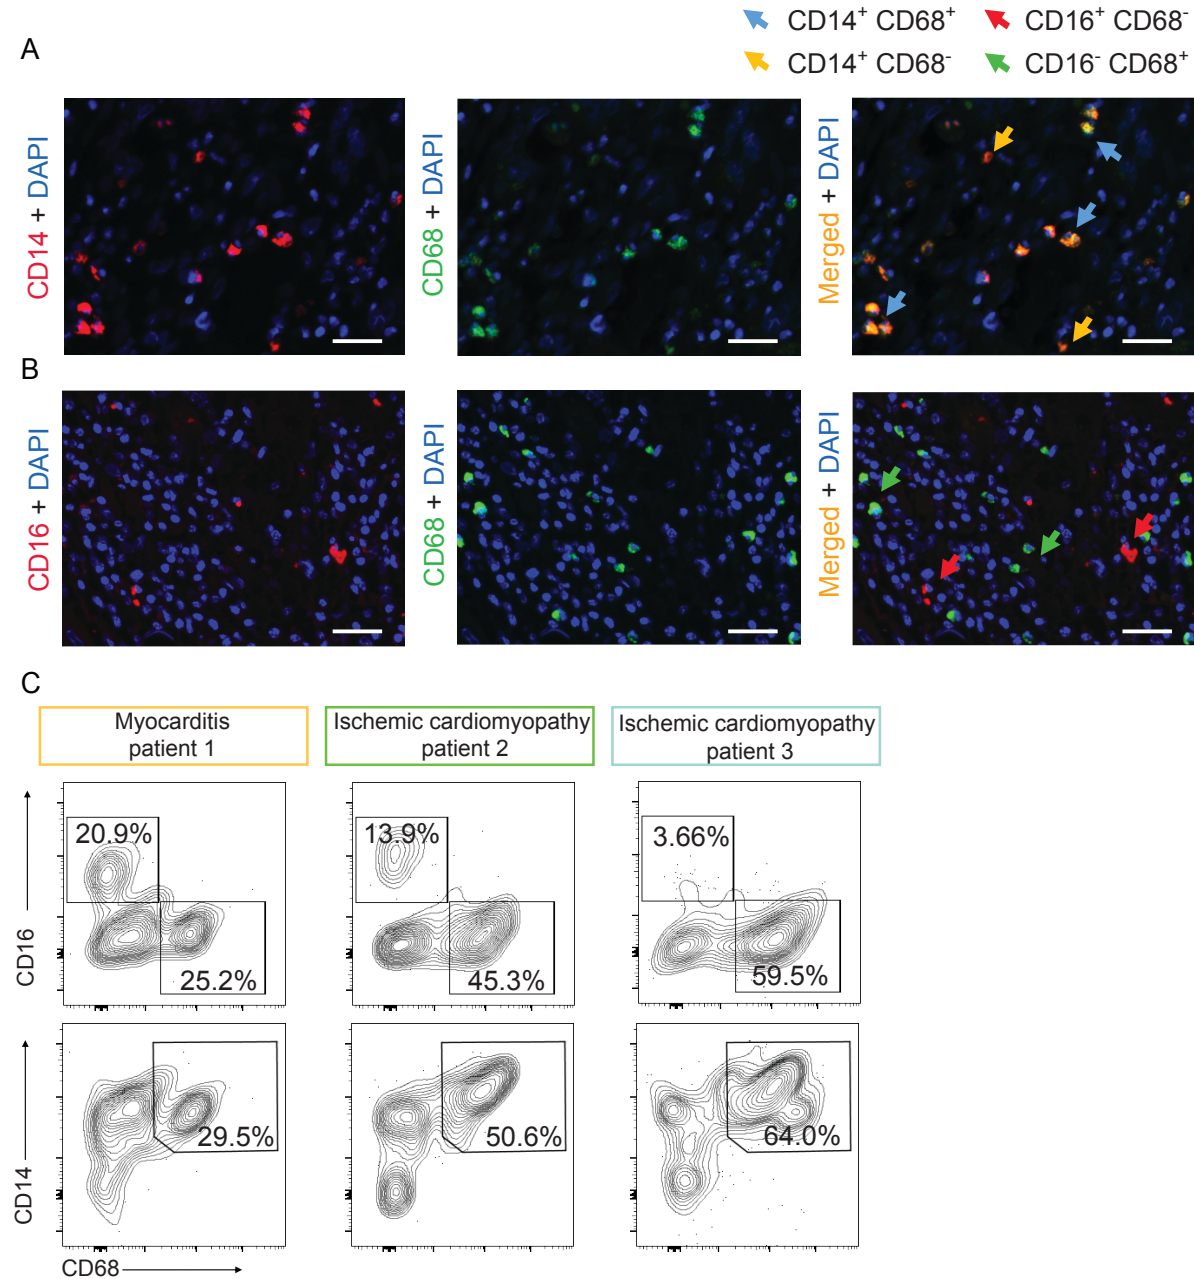 CD14⁺ CD68⁺
CD16⁺ CD68⁻
CD14⁺ CD68⁻
CD16⁻ CD68⁺
A
CD14 + DAPI
CD68 + DAPI
Merged + DAPI
B
CD16 + DAPI
CD68 + DAPI
Merged + DAPI
C
Myocarditis
patient 1
Ischemic cardiomyopathy
patient 2
Ischemic cardiomyopathy
patient 3
CD16
20.9%
25.2%
13.9%
45.3%
3.66%
59.5%
CD14
29.5%
50.6%
64.0%
CD68